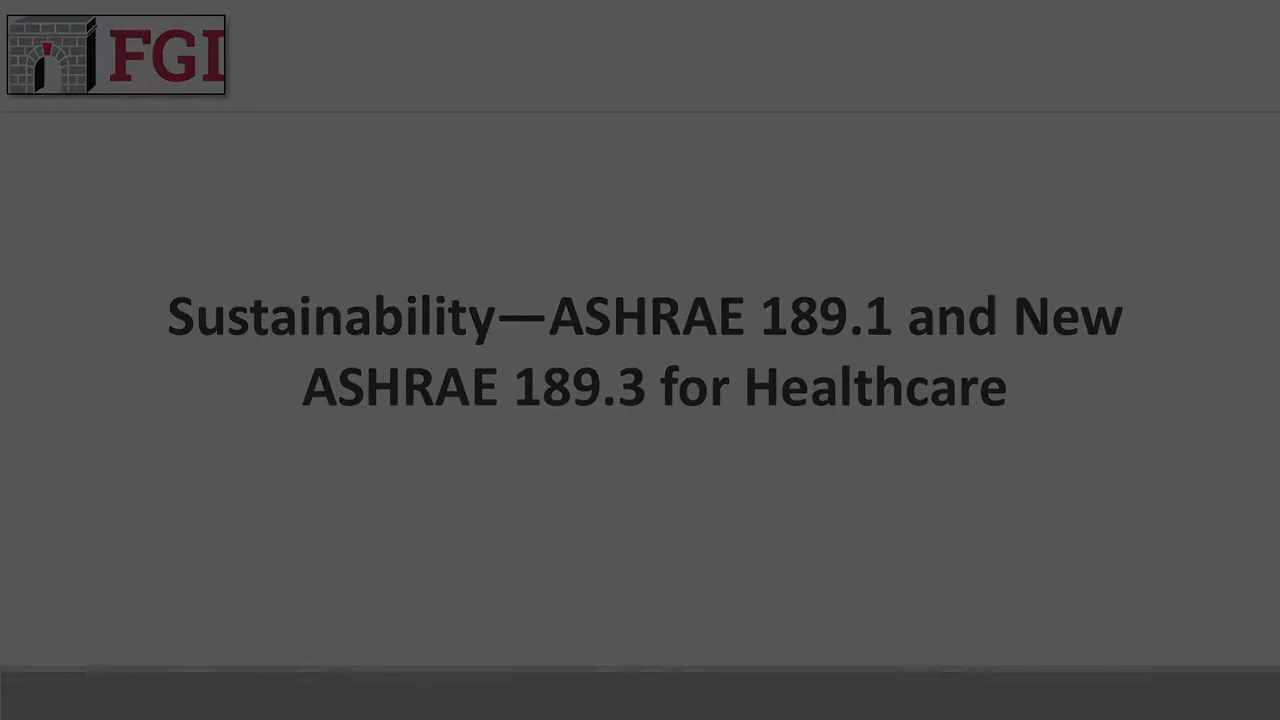 FGI
Sustainability—ASHRAE 189.1 and New
ASHRAE 189.3 for Healthcare